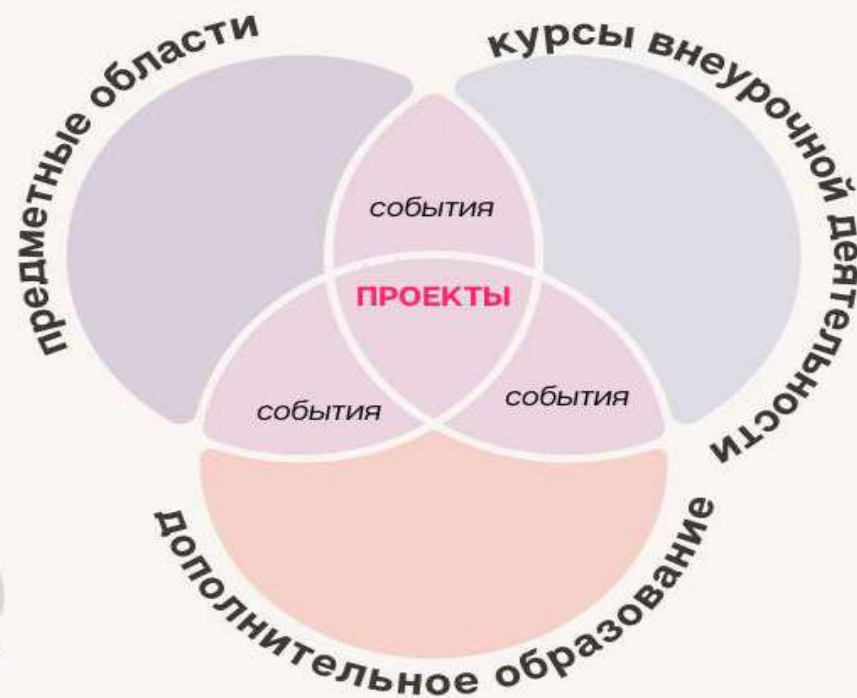 предметные области
курсы внеурочной деятельности
события
ПРОЕКТЫ
события
события
дополнительное образование